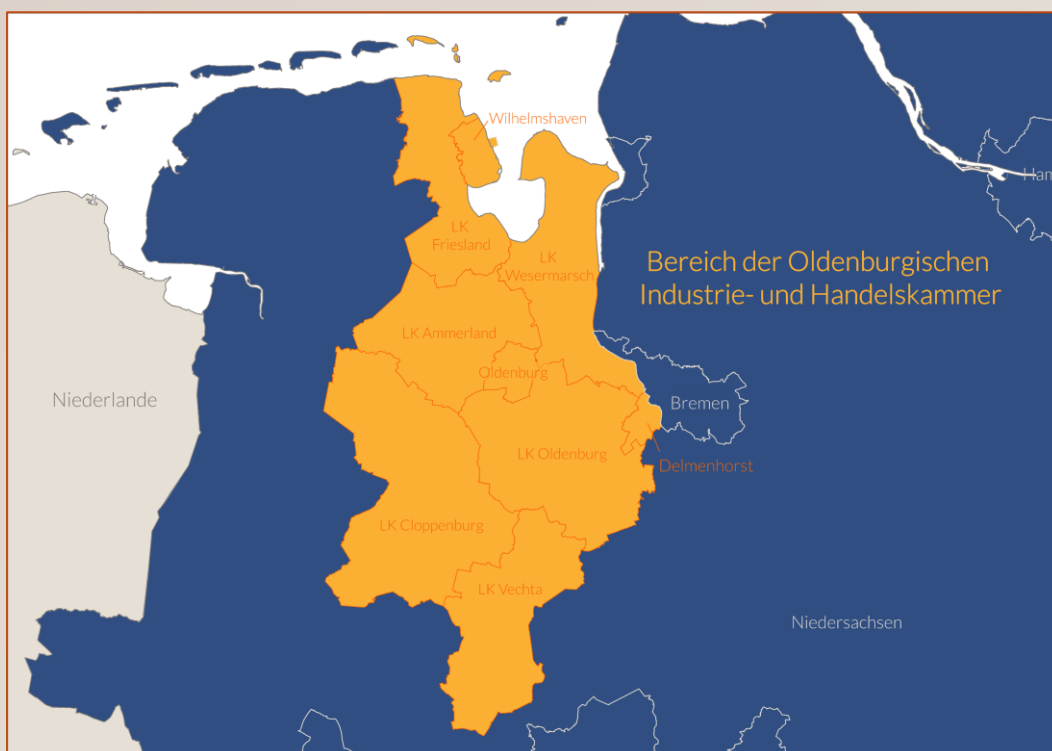 Wilhelmshaven
Ham
LK
Friesland
LK
Wesermarsch
Bereich der Oldenburgischen
Industrie- und Handelskammer
LK Ammerland
Oldenburg
Niederlande
Bremen
LK Oldenburg
Delmenhorst
LK Cloppenburg
LK Vechta
Niedersachsen